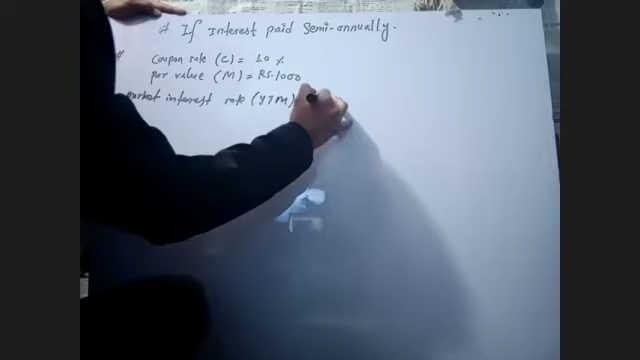 # If Interest paid Semi-annually.
# Coupon rate (C) = 10 %
par value (M) = RS.1000
market interest rate (YTM)